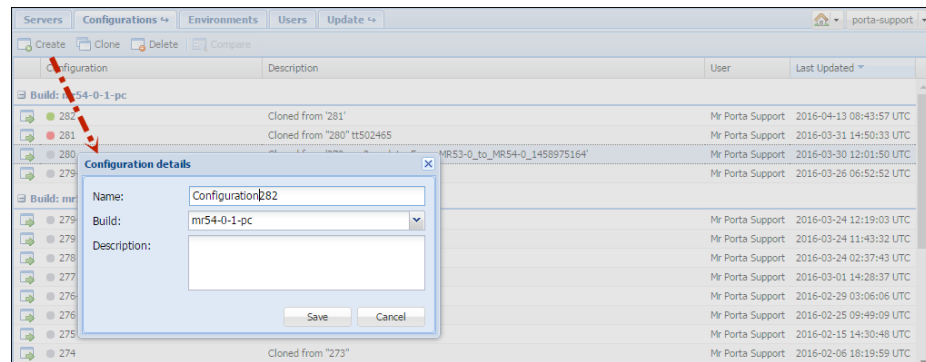 Servers Configurations ↪ Environments Users Update ↪ porta-support
Create Clone Delete Compare
Configuration Description User Last Updated
Build: mr54-0-1-pc
282 Cloned from '281' Mr Porta Support 2016-04-13 08:43:57 UTC
281 Cloned from "280" tt502465 Mr Porta Support 2016-03-31 14:50:33 UTC
280 MR53-0_to_MR54-0_1458975164' Mr Porta Support 2016-03-30 12:01:50 UTC
279 Mr Porta Support 2016-03-26 06:52:52 UTC
Configuration details
Name: Configuration282
Build: mr54-0-1-pc
Description:
Save Cancel
Build: mr
279 Mr Porta Support 2016-03-24 12:19:03 UTC
279 Mr Porta Support 2016-03-24 11:43:32 UTC
278 Mr Porta Support 2016-03-24 02:37:43 UTC
277 Mr Porta Support 2016-03-01 14:28:37 UTC
276 Mr Porta Support 2016-02-29 03:06:06 UTC
276 Mr Porta Support 2016-02-25 09:49:09 UTC
275 Mr Porta Support 2016-02-15 14:30:48 UTC
274 Cloned from "273" Mr Porta Support 2016-02-06 18:19:59 UTC